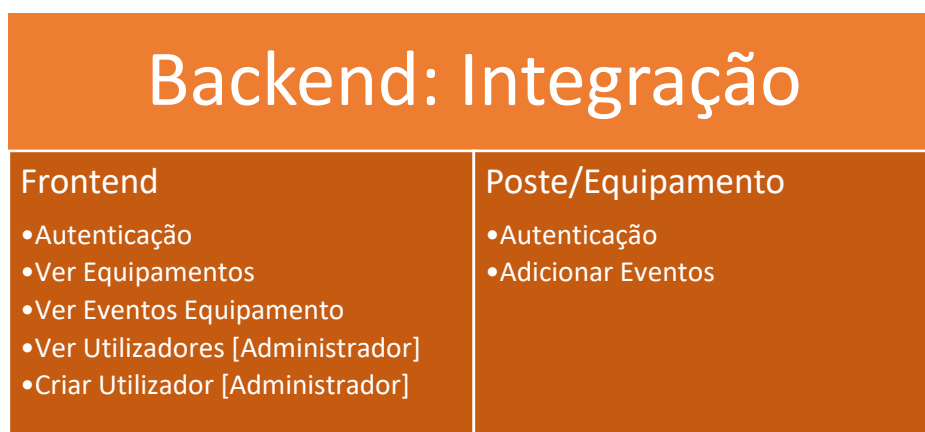 Backend: Integração
Frontend
•Autenticação
•Ver Equipamentos
•Ver Eventos Equipamento
•Ver Utilizadores [Administrador]
•Criar Utilizador [Administrador]
Poste/Equipamento
•Autenticação
•Adicionar Eventos